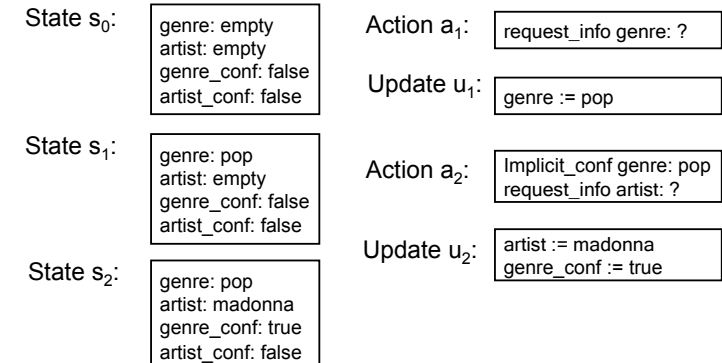 State s₀:
genre: empty
artist: empty
genre_conf: false
artist_conf: false
Action a₁:
request_info genre: ?
Update u₁:
genre := pop
State s₁:
genre: pop
artist: empty
genre_conf: false
artist_conf: false
Action a₂:
Implicit_conf genre: pop
request_info artist: ?
Update u₂:
artist := madonna
genre_conf := true
State s₂:
genre: pop
artist: madonna
genre_conf: true
artist_conf: false